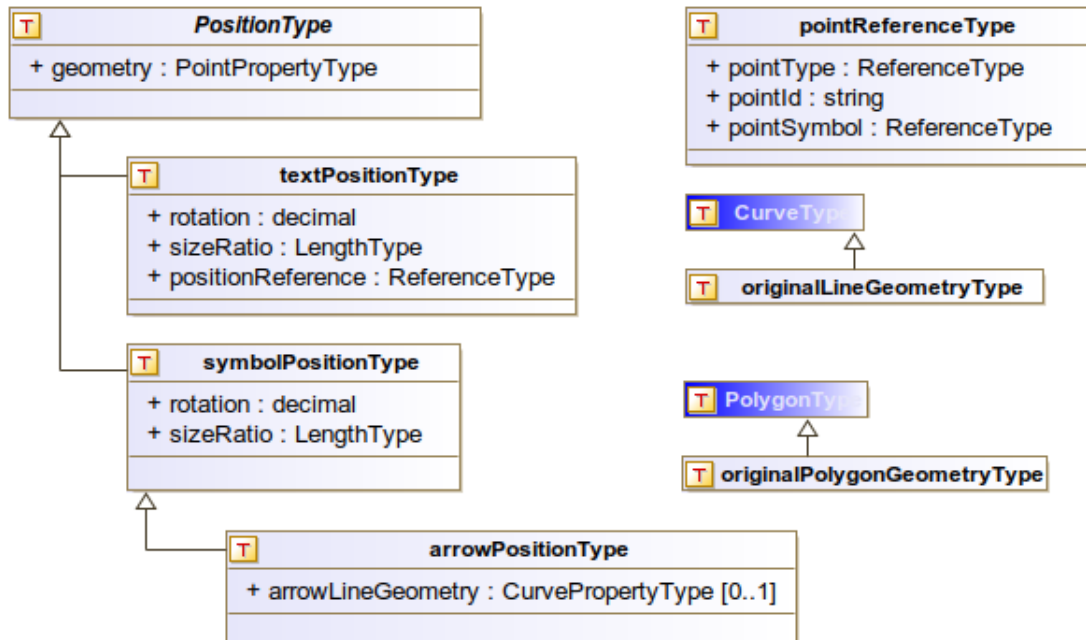 T PositionType
+ geometry : PointPropertyType
T textPositionType
+ rotation : decimal
+ sizeRatio : LengthType
+ positionReference : ReferenceType
T symbolPositionType
+ rotation : decimal
+ sizeRatio : LengthType
T arrowPositionType
+ arrowLineGeometry : CurvePropertyType [0..1]
T pointReferenceType
+ pointType : ReferenceType
+ pointId : string
+ pointSymbol : ReferenceType
T CurveType
T originalLineGeometryType
T PolygonType
T originalPolygonGeometryType